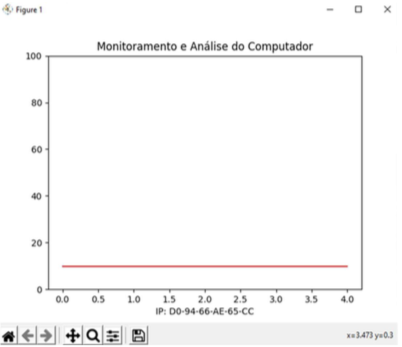 Figure 1
Monitoramento e Análise do Computador
100
80
60
40
20
0
0.0 0.5 1.0 1.5 2.0 2.5 3.0 3.5 4.0
IP: D0-94-66-AE-65-CC
x=3.473 y=0.3